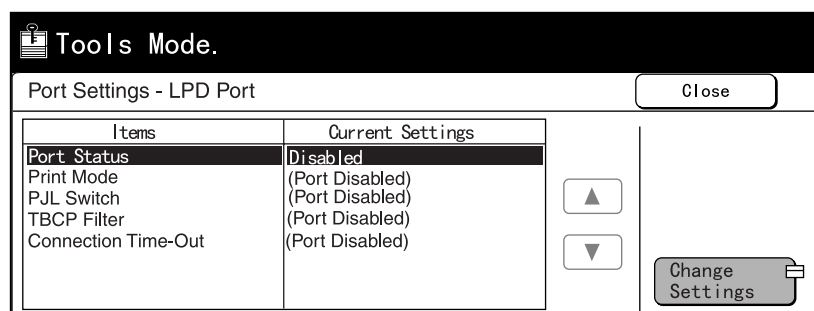 Tools Mode.
Port Settings - LPD Port
Close
Items Current Settings
Port Status Disabled
Print Mode (Port Disabled)
PJL Switch (Port Disabled)
TBCP Filter (Port Disabled)
Connection Time-Out (Port Disabled)
Change
Settings